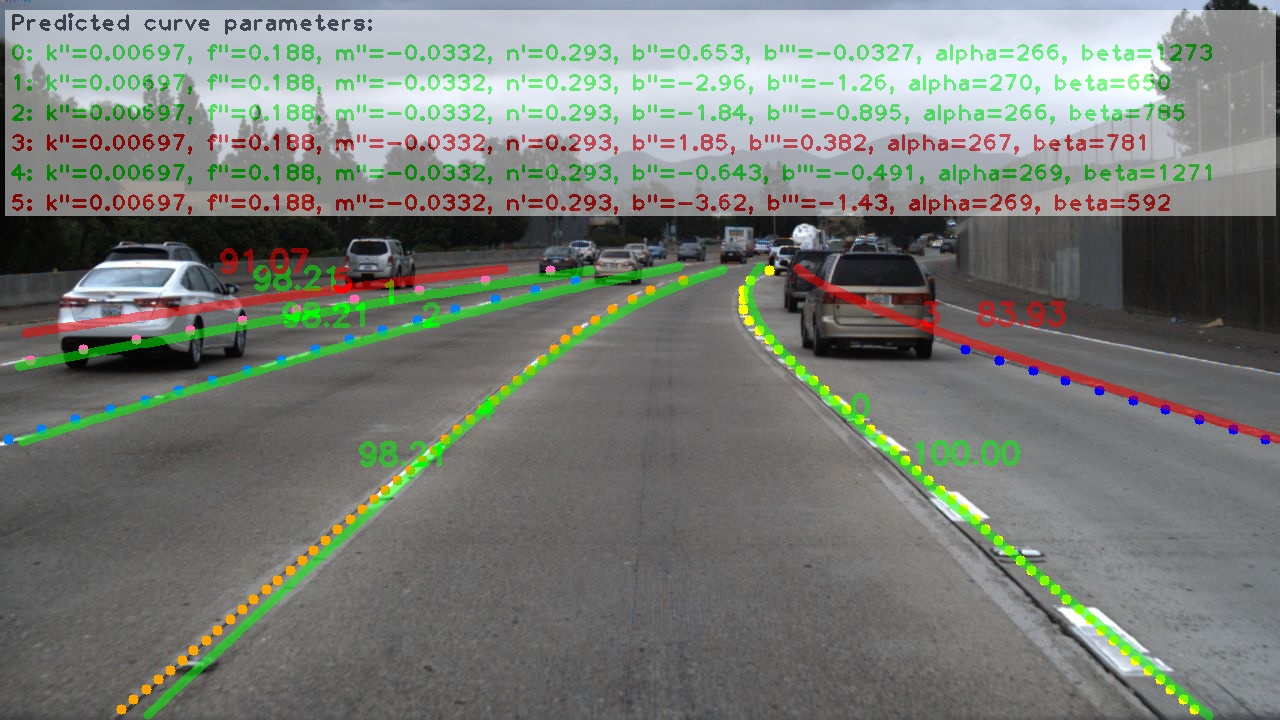 Predicted curve parameters:
0: k''=0.00697, f''=0.188, m''=−0.0332, n'=0.293, b''=0.653, b'''=−0.0327, alpha=266, beta=1273
1: k''=0.00697, f''=0.188, m''=−0.0332, n'=0.293, b''=−2.96, b'''=−1.26, alpha=270, beta=650
2: k''=0.00697, f''=0.188, m''=−0.0332, n'=0.293, b''=−1.84, b'''=−0.895, alpha=266, beta=785
3: k''=0.00697, f''=0.188, m''=−0.0332, n'=0.293, b''=1.85, b'''=0.382, alpha=267, beta=781
4: k''=0.00697, f''=0.188, m''=−0.0332, n'=0.293, b''=−0.643, b'''=−0.491, alpha=269, beta=1271
5: k''=0.00697, f''=0.188, m''=−0.0332, n'=0.293, b''=−3.62, b'''=−1.43, alpha=269, beta=592
91.07
98.21 5
1
98.21 2
3 83.93
0
98.21
100.00